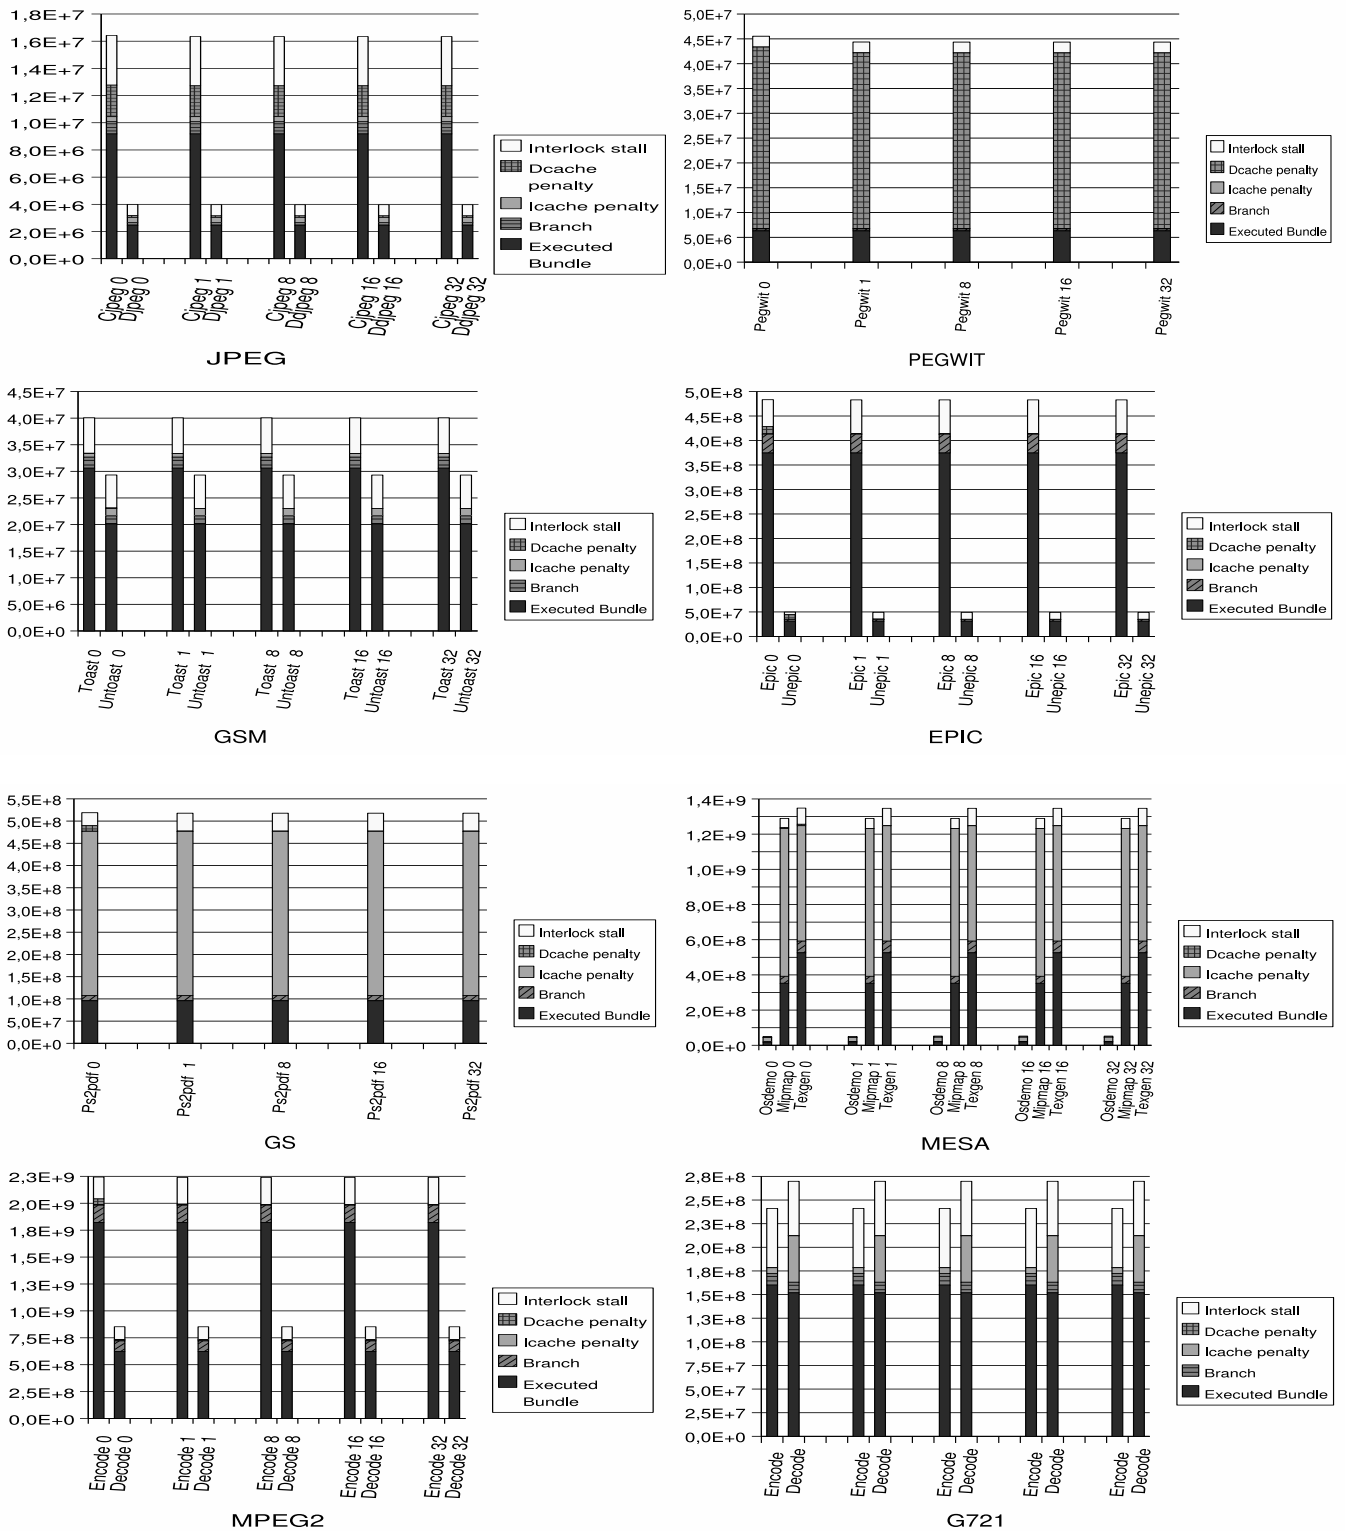 1,8E+7
1,6E+7
1,4E+7
1,2E+7
1,0E+7
8,0E+6
6,0E+6
4,0E+6
2,0E+6
0,0E+0
Cjpeg 0
Djpeg 0
Cjpeg 1
Djpeg 1
Cjpeg 8
Ddjpeg 8
Cjpeg 16
Ddjpeg 16
Cjpeg 32
Ddjpeg 32
Interlock stall
Dcache
penalty
Icache penalty
Branch
Executed
Bundle
JPEG
5,0E+7
4,5E+7
4,0E+7
3,5E+7
3,0E+7
2,5E+7
2,0E+7
1,5E+7
1,0E+7
5,0E+6
0,0E+0
Pegwit 0
Pegwit 1
Pegwit 8
Pegwit 16
Pegwit 32
Interlock stall
Dcache penalty
Icache penalty
Branch
Executed Bundle
PEGWIT
4,5E+7
4,0E+7
3,5E+7
3,0E+7
2,5E+7
2,0E+7
1,5E+7
1,0E+7
5,0E+6
0,0E+0
Toast 0
Untoast 0
Toast 1
Untoast 1
Toast 8
Untoast 8
Toast 16
Untoast 16
Toast 32
Untoast 32
Interlock stall
Dcache penalty
Icache penalty
Branch
Executed Bundle
GSM
5,0E+8
4,5E+8
4,0E+8
3,5E+8
3,0E+8
2,5E+8
2,0E+8
1,5E+8
1,0E+8
5,0E+7
0,0E+0
Epic 0
Unepic 0
Epic 1
Unepic 1
Epic 8
Unepic 8
Epic 16
Unepic 16
Epic 32
Unepic 32
Interlock stall
Dcache penalty
Icache penalty
Branch
Executed Bundle
EPIC
5,5E+8
5,0E+8
4,5E+8
4,0E+8
3,5E+8
3,0E+8
2,5E+8
2,0E+8
1,5E+8
1,0E+8
5,0E+7
0,0E+0
Ps2pdf 0
Ps2pdf 1
Ps2pdf 8
Ps2pdf 16
Ps2pdf 32
Interlock stall
Dcache penalty
Icache penalty
Branch
Executed Bundle
GS
1,4E+9
1,2E+9
1,0E+9
8,0E+8
6,0E+8
4,0E+8
2,0E+8
0,0E+0
Osdemo 0
Mipmap 0
Texgen 0
Osdemo 1
Mipmap 1
Texgen 1
Osdemo 8
Mipmap 8
Texgen 8
Osdemo 16
Mipmap 16
Texgen 16
Osdemo 32
Mipmap 32
Texgen 32
Interlock stall
Dcache penalty
Icache penalty
Branch
Executed Bundle
MESA
2,3E+9
2,0E+9
1,8E+9
1,5E+9
1,3E+9
1,0E+9
7,5E+8
5,0E+8
2,5E+8
0,0E+0
Encode 0
Decode 0
Encode 1
Decode 1
Encode 8
Decode 8
Encode 16
Decode 16
Encode 32
Decode 32
Interlock stall
Dcache penalty
Icache penalty
Branch
Executed
Bundle
MPEG2
2,8E+8
2,5E+8
2,3E+8
2,0E+8
1,8E+8
1,5E+8
1,3E+8
1,0E+8
7,5E+7
5,0E+7
2,5E+7
0,0E+0
Encode
Decode
Encode
Decode
Encode
Decode
Encode
Decode
Encode
Decode
Interlock stall
Dcache penalty
Icache penalty
Branch
Executed Bundle
G721